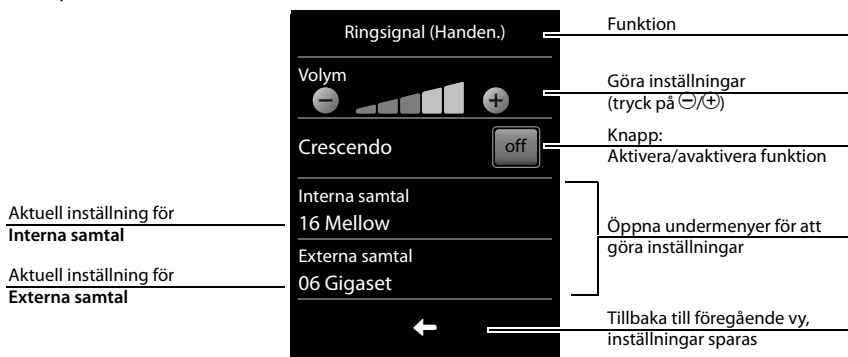 Ringsignal (Handen.)
Funktion
Volym
Göra inställningar
(tryck på ⊖/⊕)
Crescendo
off
Knapp:
Aktivera/avaktivera funktion
Interna samtal
16 Mellow
Aktuell inställning för
Interna samtal
Öppna undermenyer för att
göra inställningar
Externa samtal
06 Gigaset
Aktuell inställning för
Externa samtal
Tillbaka till föregående vy,
inställningar sparas